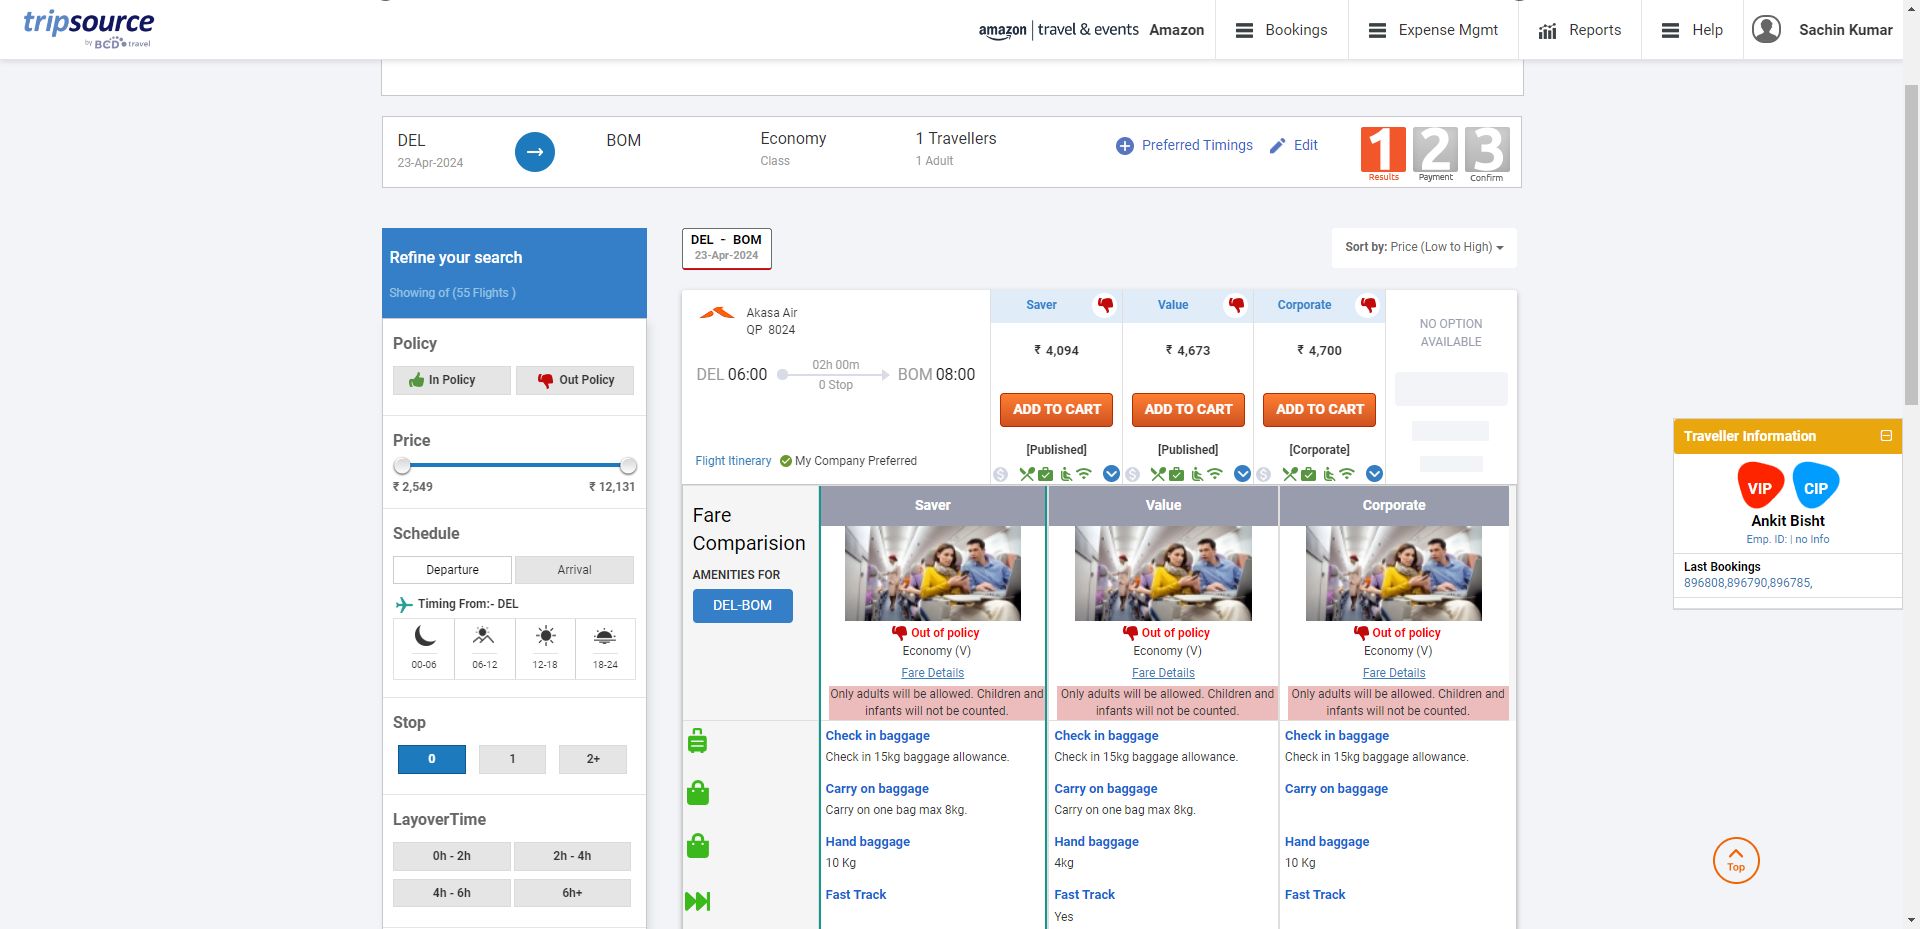 tripsource
by BCD travel
amazon travel & events Amazon
Bookings
Expense Mgmt
Reports
Help
Sachin Kumar
DEL
23-Apr-2024
BOM
Economy
Class
1 Travellers
1 Adult
Preferred Timings
Edit
1 2 3
Results Payment Confirm
Refine your search
Showing of (55 Flights )
Policy
In Policy
Out Policy
Price
₹ 2,549 ₹ 12,131
Schedule
Departure
Arrival
Timing From:- DEL
00-06 06-12 12-18 18-24
Stop
0 1 2+
LayoverTime
0h - 2h 2h - 4h
4h - 6h 6h+
DEL - BOM
23-Apr-2024
Sort by: Price (Low to High)
Akasa Air
QP 8024
DEL 06:00
02h 00m
0 Stop
BOM 08:00
Flight Itinerary
My Company Preferred
Saver
₹ 4,094
ADD TO CART
[Published]
Value
₹ 4,673
ADD TO CART
[Published]
Corporate
₹ 4,700
ADD TO CART
[Corporate]
NO OPTION
AVAILABLE
Fare
Comparision
AMENITIES FOR
DEL-BOM
Saver
Out of policy
Economy (V)
Fare Details
Only adults will be allowed. Children and
infants will not be counted.
Check in baggage
Check in 15kg baggage allowance.
Carry on baggage
Carry on one bag max 8kg.
Hand baggage
10 Kg
Fast Track
Value
Out of policy
Economy (V)
Fare Details
Only adults will be allowed. Children and
infants will not be counted.
Check in baggage
Check in 15kg baggage allowance.
Carry on baggage
Carry on one bag max 8kg.
Hand baggage
4kg
Fast Track
Yes
Corporate
Out of policy
Economy (V)
Fare Details
Only adults will be allowed. Children and
infants will not be counted.
Check in baggage
Check in 15kg baggage allowance.
Carry on baggage
Hand baggage
10 Kg
Fast Track
Traveller Information
VIP CIP
Ankit Bisht
Emp. ID: | no Info
Last Bookings
896808,896790,896785,
Top